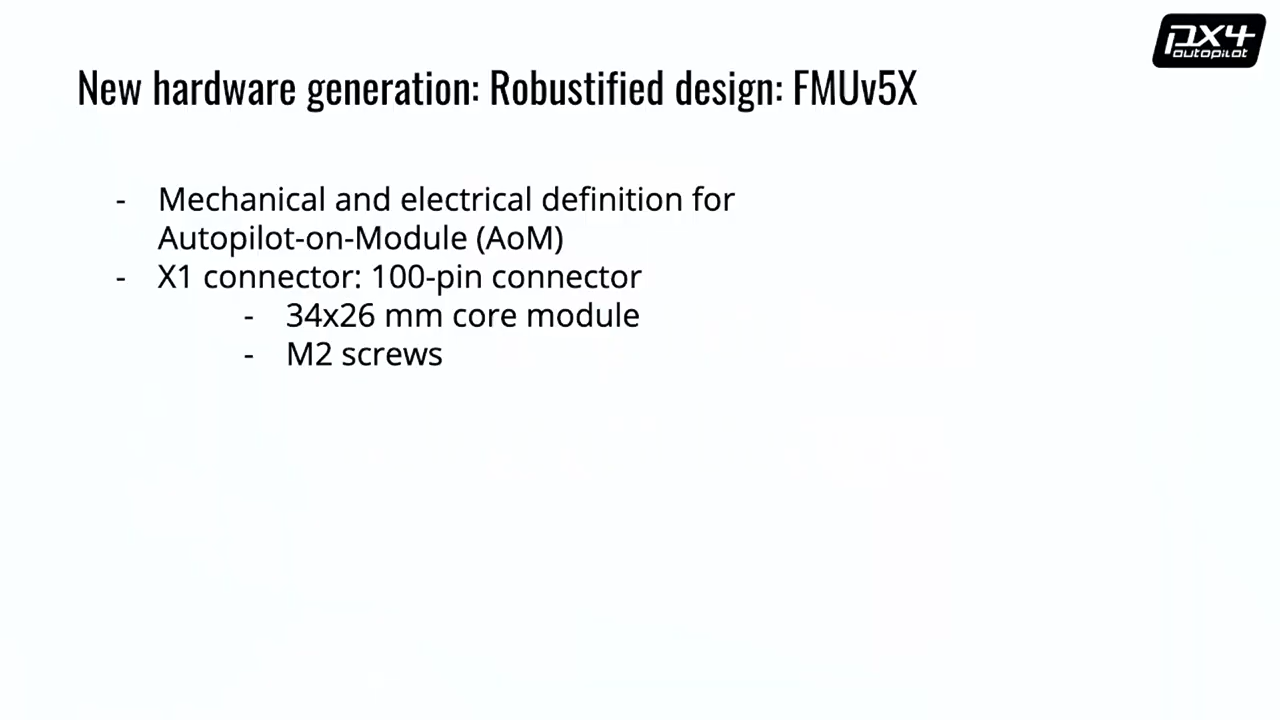 px4
autopilot
New hardware generation: Robustified design: FMUv5X
- Mechanical and electrical definition for
Autopilot-on-Module (AoM)
- X1 connector: 100-pin connector
- 34x26 mm core module
- M2 screws